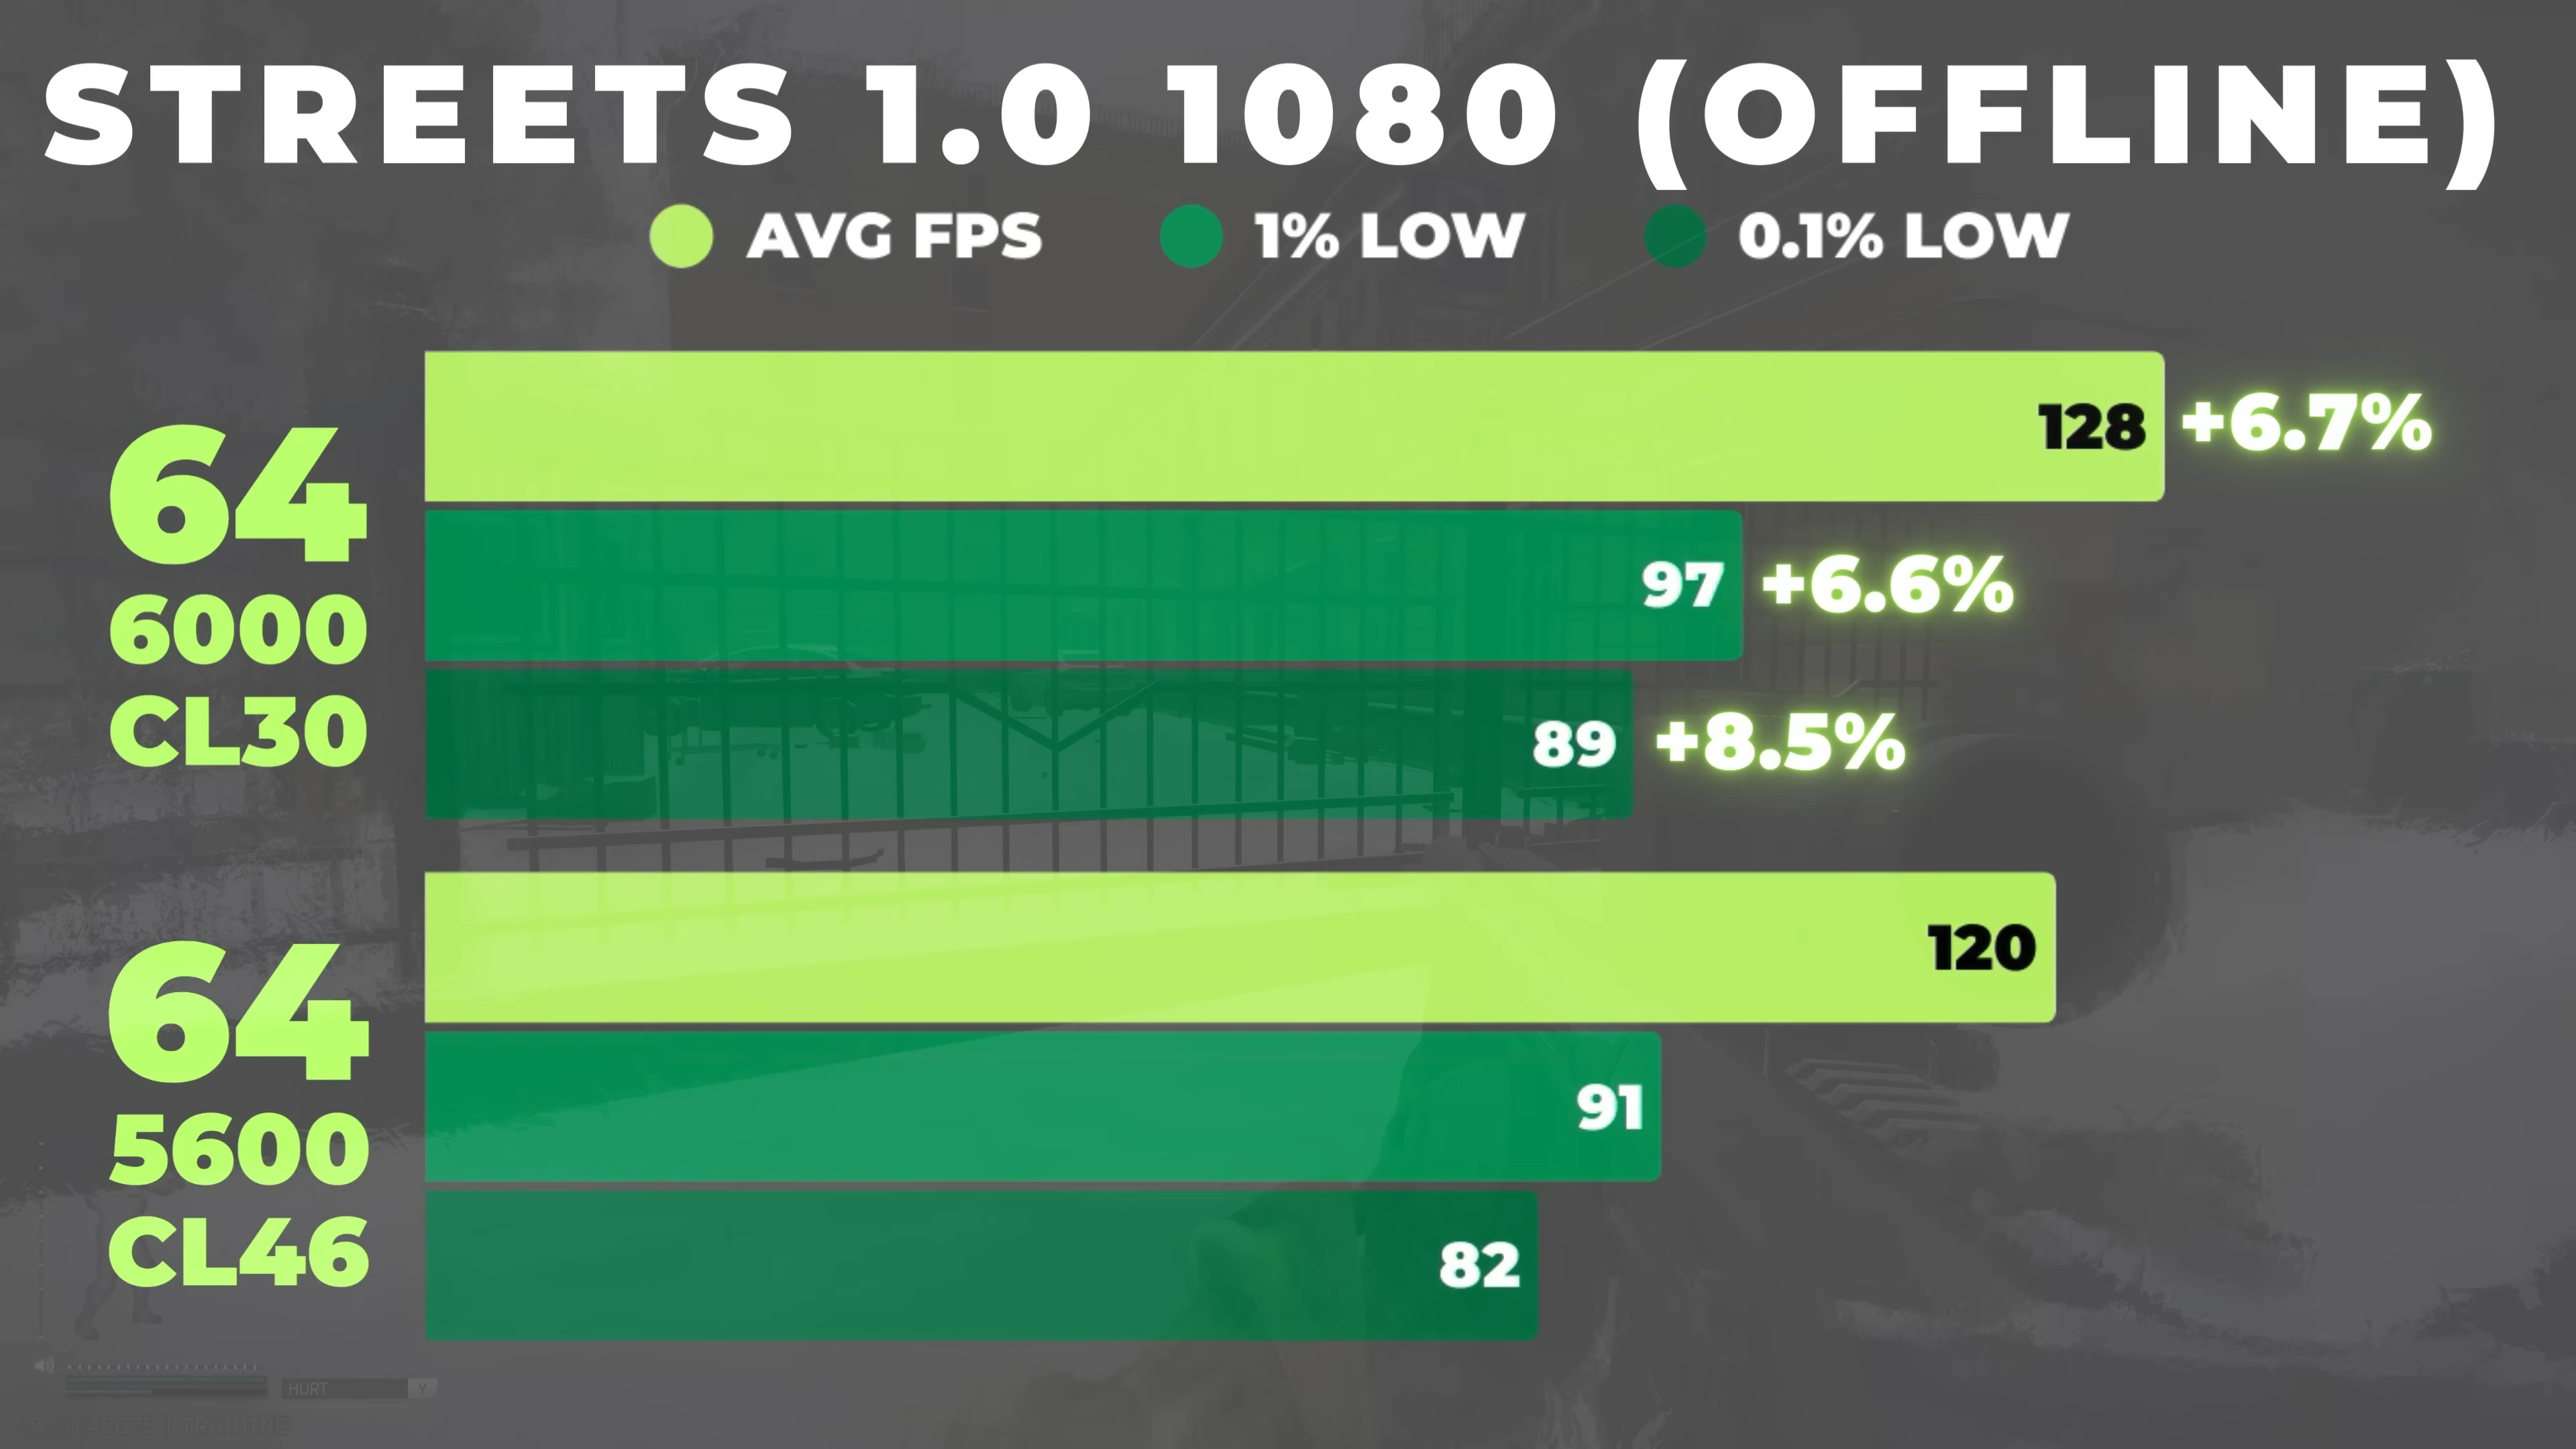 STREETS 1.0 1080 (OFFLINE)
AVG FPS 1% LOW 0.1% LOW
64
6000
CL30
128 +6.7%
97 +6.6%
89 +8.5%
64
5600
CL46
120
91
82
HURT Y
TRAINING